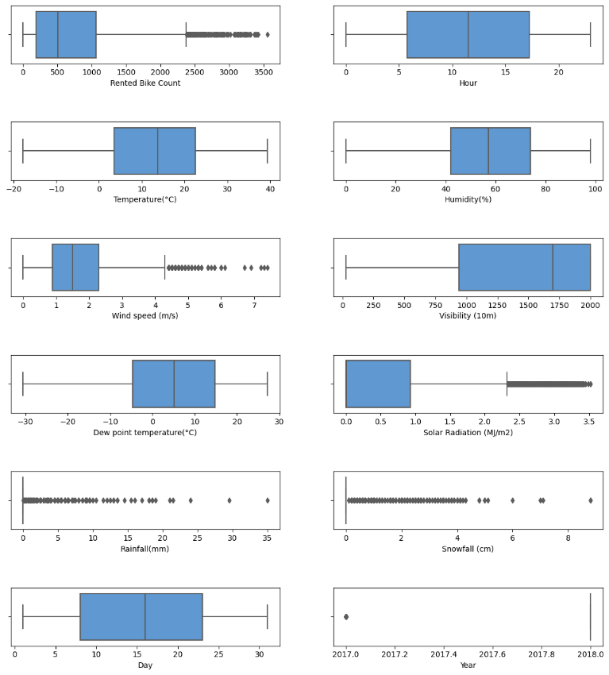 0 500 1000 1500 2000 2500 3000 3500
Rented Bike Count
0 5 10 15 20
Hour
−20 −10 0 10 20 30 40
Temperature(°C)
0 20 40 60 80 100
Humidity(%)
0 1 2 3 4 5 6 7
Wind speed (m/s)
0 250 500 750 1000 1250 1500 1750 2000
Visibility (10m)
−30 −20 −10 0 10 20 30
Dew point temperature(°C)
0.0 0.5 1.0 1.5 2.0 2.5 3.0 3.5
Solar Radiation (MJ/m2)
0 5 10 15 20 25 30 35
Rainfall(mm)
0 2 4 6 8
Snowfall (cm)
0 5 10 15 20 25 30
Day
2017.0 2017.2 2017.4 2017.6 2017.8 2018.0
Year